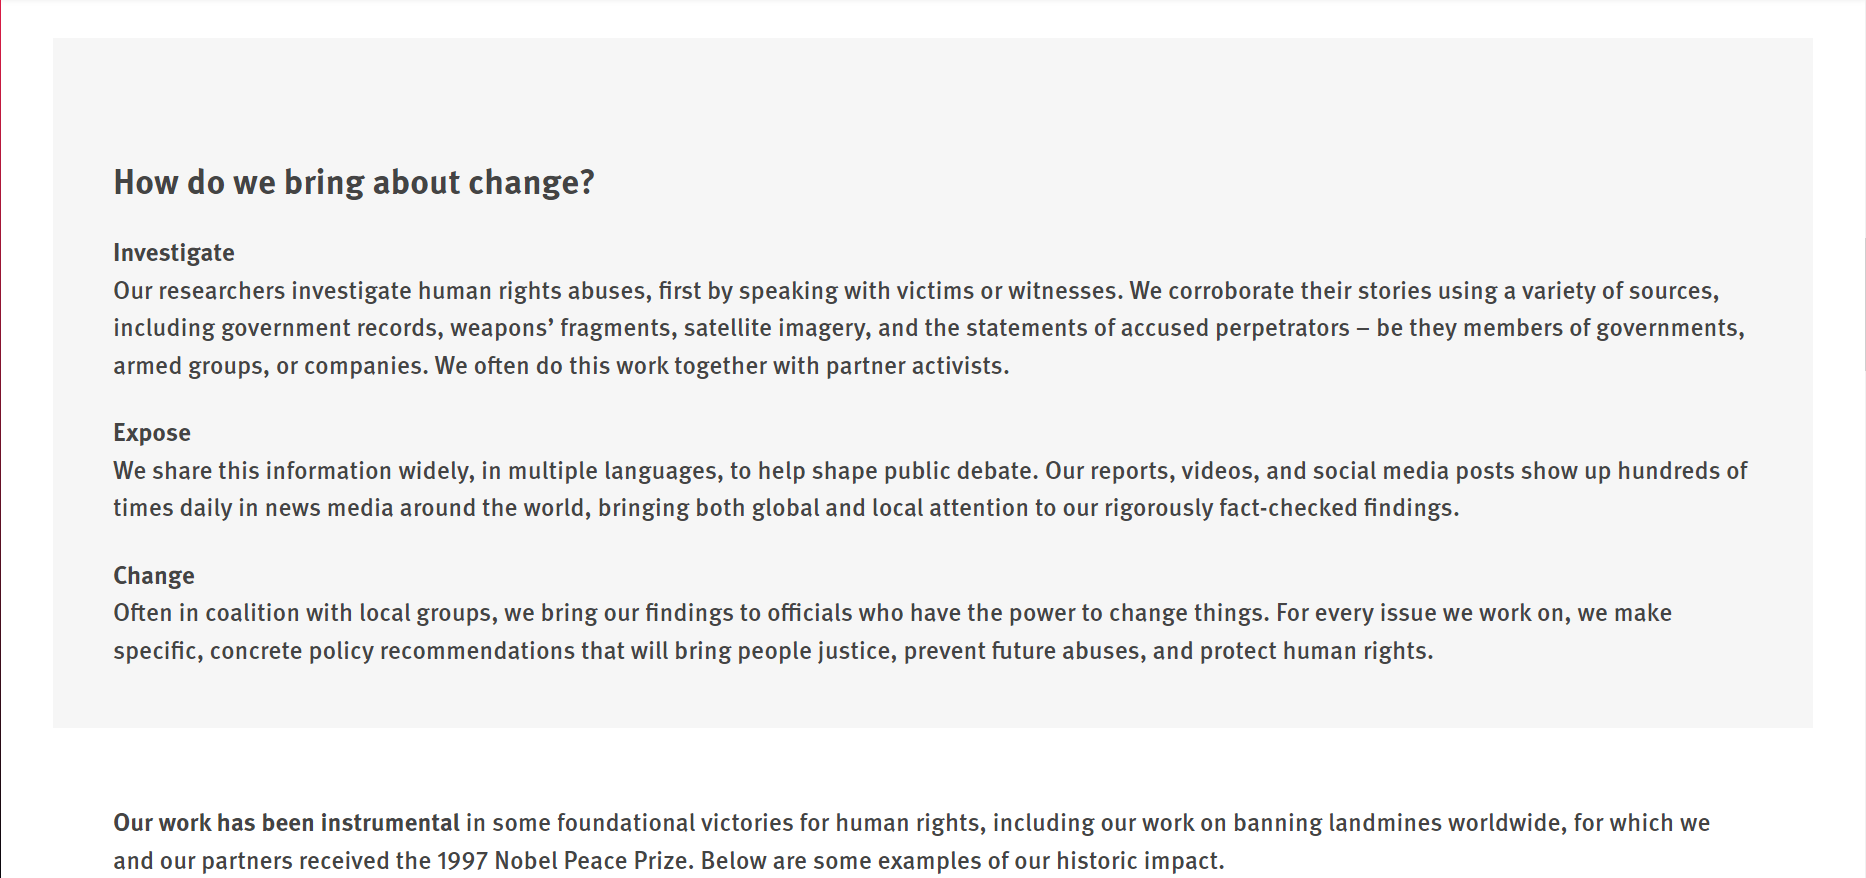 How do we bring about change?
Investigate
Our researchers investigate human rights abuses, first by speaking with victims or witnesses. We corroborate their stories using a variety of sources,
including government records, weapons’ fragments, satellite imagery, and the statements of accused perpetrators – be they members of governments,
armed groups, or companies. We often do this work together with partner activists.
Expose
We share this information widely, in multiple languages, to help shape public debate. Our reports, videos, and social media posts show up hundreds of
times daily in news media around the world, bringing both global and local attention to our rigorously fact-checked findings.
Change
Often in coalition with local groups, we bring our findings to officials who have the power to change things. For every issue we work on, we make
specific, concrete policy recommendations that will bring people justice, prevent future abuses, and protect human rights.
Our work has been instrumental in some foundational victories for human rights, including our work on banning landmines worldwide, for which we
and our partners received the 1997 Nobel Peace Prize. Below are some examples of our historic impact.